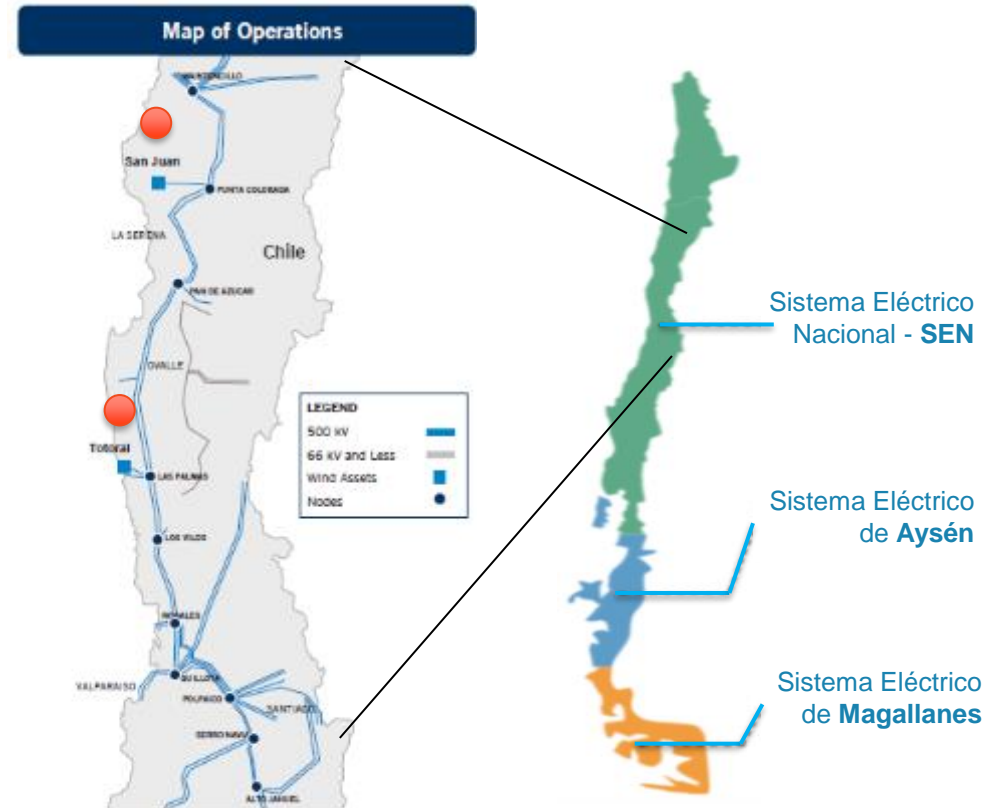 Map of Operations
San Juan
PUNTA COLORADA
LA SERENA
Chile
PAN DE AZUCAR
OVALLE
LEGEND
500 kV
66 kV and Less
Wind Assets
Nodes
Totoral
LAS PALMAS
LOS VILOS
NOGALES
QUILLOTA
VALPARAISO
POLPAICO
SANTIAGO
ALTO JAHUEL
Sistema Eléctrico
Nacional - SEN
Sistema Eléctrico
de Aysén
Sistema Eléctrico
de Magallanes